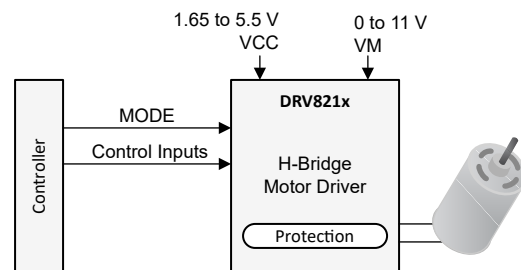 1.65 to 5.5 V
VCC
0 to 11 V
VM
DRV821x
Controller
MODE
Control Inputs
H-Bridge
Motor Driver
Protection